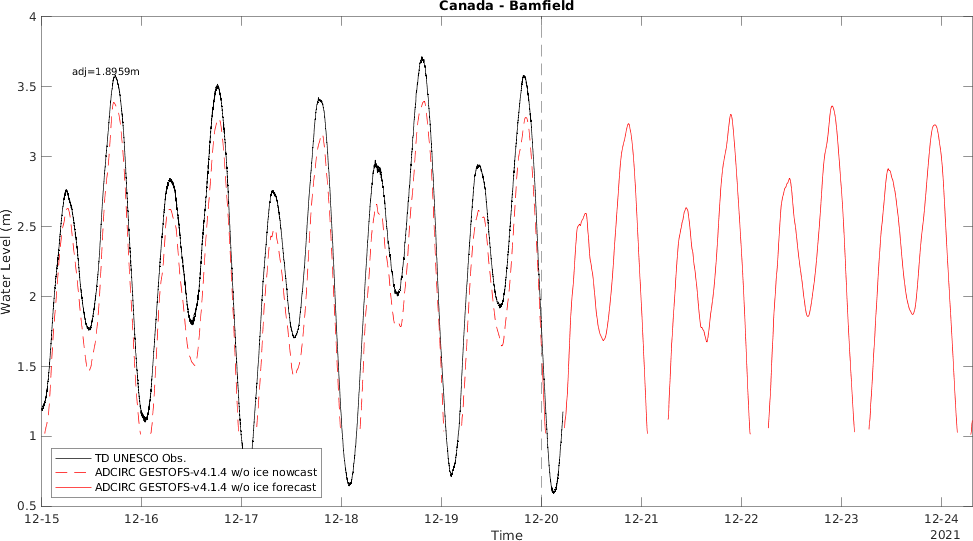 Canada - Bamfield
adj=1.8959m
4
3.5
3
2.5
2
1.5
1
0.5
Water Level (m)
TD UNESCO Obs.
ADCIRC GESTOFS-v4.1.4 w/o ice nowcast
ADCIRC GESTOFS-v4.1.4 w/o ice forecast
12-15 12-16 12-17 12-18 12-19 12-20 12-21 12-22 12-23 12-24
Time
2021